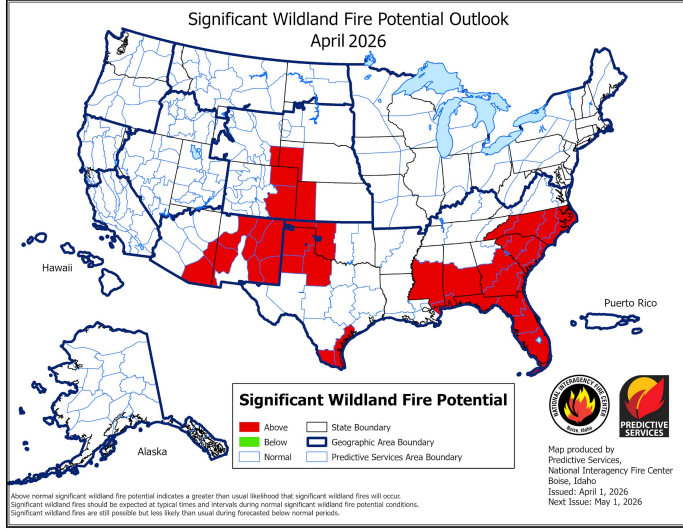 Significant Wildland Fire Potential Outlook
April 2026
Hawaii
Puerto Rico
Alaska
Significant Wildland Fire Potential
Above
Below
Normal
State Boundary
Geographic Area Boundary
Predictive Services Area Boundary
NATIONAL INTERAGENCY FIRE CENTER
Boise, Idaho
PREDICTIVE
SERVICES
Map produced by
Predictive Services,
National Interagency Fire Center
Boise, Idaho
Issued: April 1, 2026
Next Issue: May 1, 2026
Above normal significant wildland fire potential indicates a greater than usual likelihood that significant wildland fires will occur.
Significant wildland fires should be expected at typical times and intervals during normal significant wildland fire potential conditions.
Significant wildland fires are still possible but less likely than usual during forecasted below normal periods.